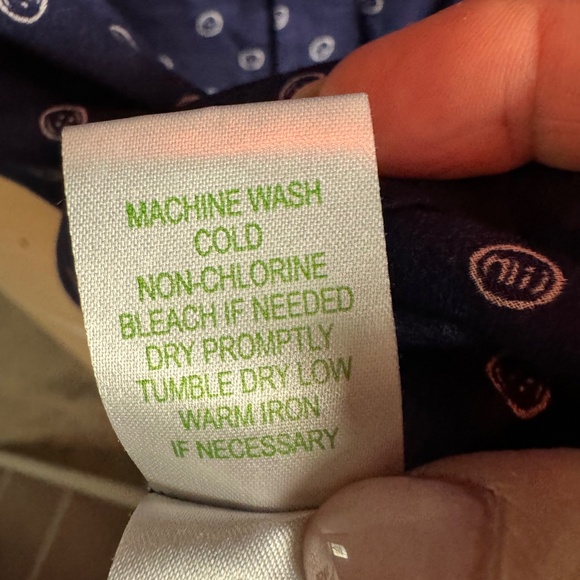 MACHINE WASH
COLD
NON-CHLORINE
BLEACH IF NEEDED
DRY PROMPTLY
TUMBLE DRY LOW
WARM IRON
IF NECESSARY